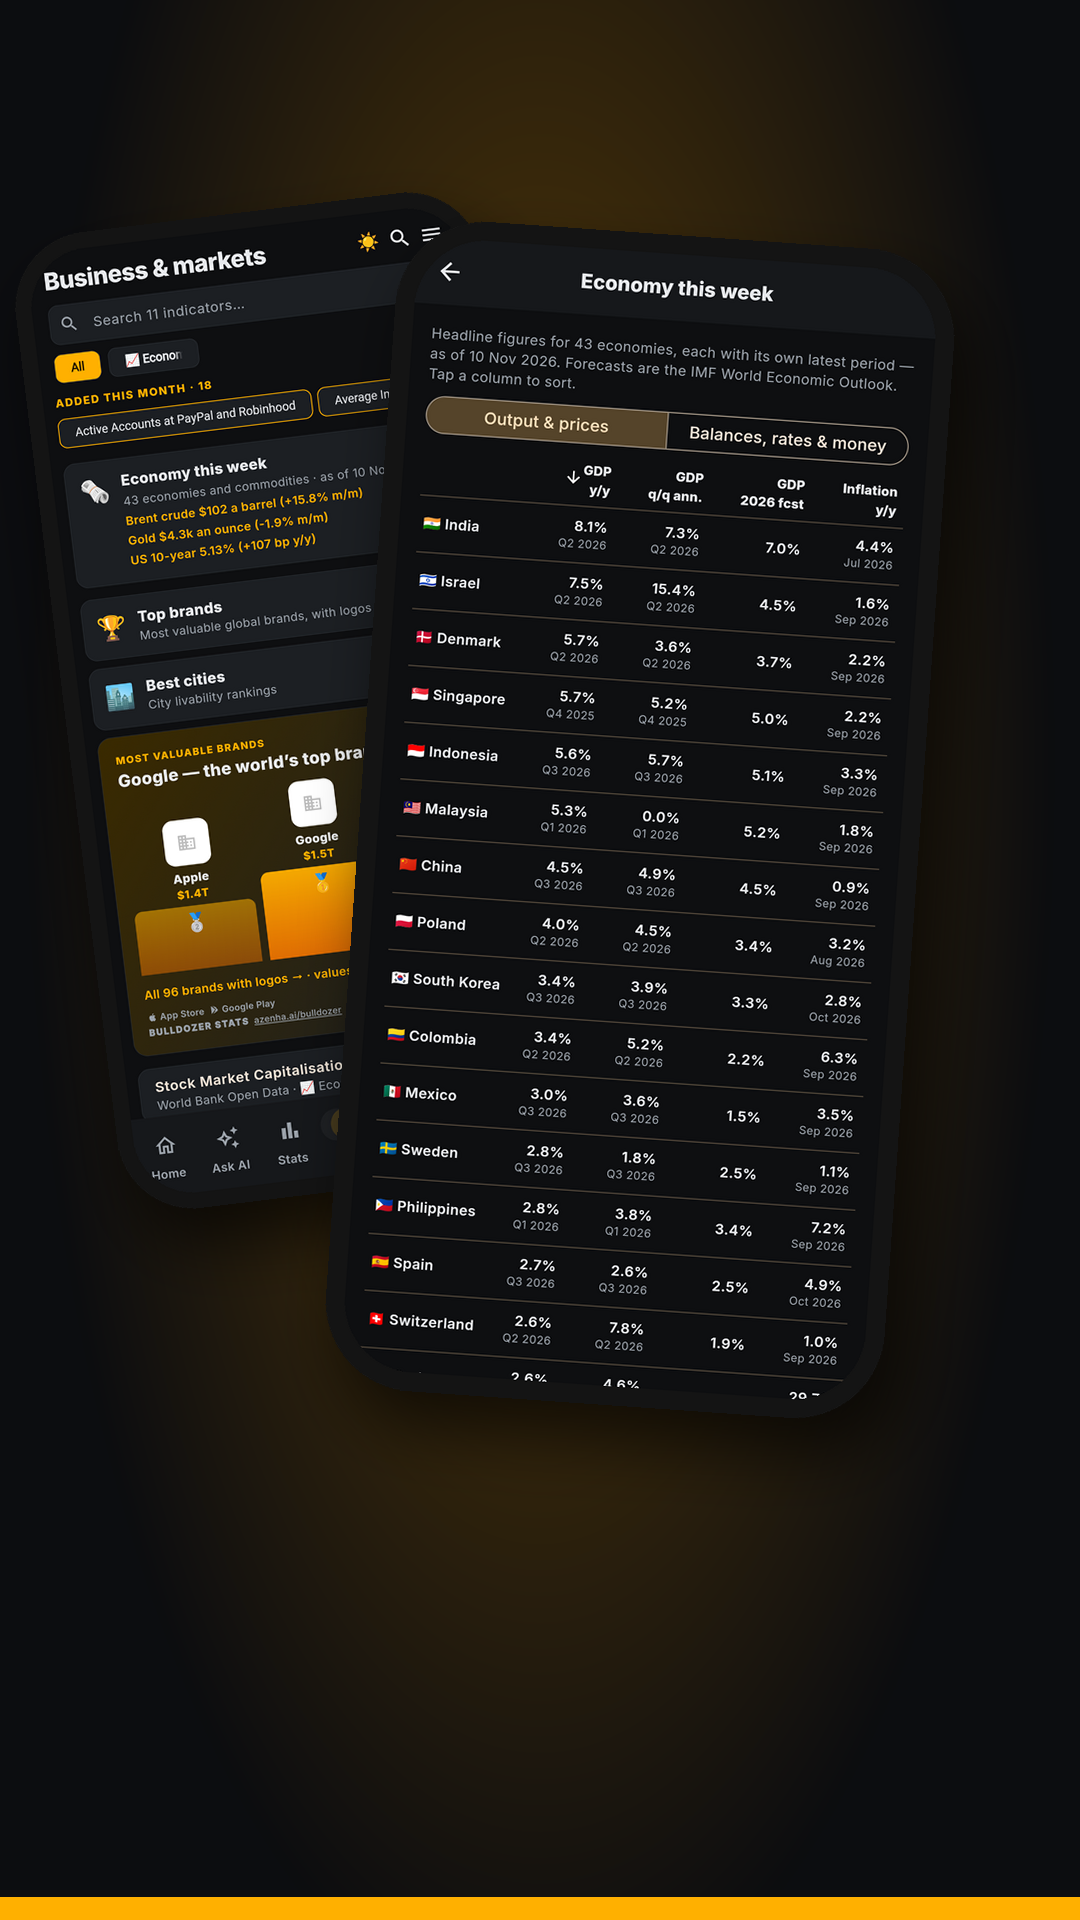 Business & markets
Search 11 indicators...
All
Econon
ADDED THIS MONTH · 18
Active Accounts at PayPal and Robinhood
Average In
Economy this week
43 economies and commodities · as of 10 No
Brent crude $102 a barrel (+15.8% m/m)
Gold $4.3k an ounce (-1.9% m/m)
US 10-year 5.13% (+107 bp y/y)
Top brands
Most valuable global brands, with logos
Best cities
City livability rankings
MOST VALUABLE BRANDS
Google — the world's top bra
Google
$1.5T
Apple
$1.4T
All 96 brands with logos → · values
App Store Google Play
BULLDOZER STATS azenha.ai/bulldozer
Stock Market Capitalisatio
World Bank Open Data · Eco
Home
Ask AI
Stats
Economy this week
Headline figures for 43 economies, each with its own latest period —
as of 10 Nov 2026. Forecasts are the IMF World Economic Outlook.
Tap a column to sort.
Output & prices
Balances, rates & money
↓ GDP y/y GDP q/q ann. GDP 2026 fcst Inflation y/y
India 8.1% 7.3% 7.0% 4.4%
Q2 2026 Q2 2026 Jul 2026
Israel 7.5% 15.4% 4.5% 1.6%
Q2 2026 Q2 2026 Sep 2026
Denmark 5.7% 3.6% 3.7% 2.2%
Q2 2026 Q2 2026 Sep 2026
Singapore 5.7% 5.2% 5.0% 2.2%
Q4 2025 Q4 2025 Sep 2026
Indonesia 5.6% 5.7% 5.1% 3.3%
Q3 2026 Q3 2026 Sep 2026
Malaysia 5.3% 0.0% 5.2% 1.8%
Q1 2026 Q1 2026 Sep 2026
China 4.5% 4.9% 4.5% 0.9%
Q3 2026 Q3 2026 Sep 2026
Poland 4.0% 4.5% 3.4% 3.2%
Q2 2026 Q2 2026 Aug 2026
South Korea 3.4% 3.9% 3.3% 2.8%
Q3 2026 Q3 2026 Oct 2026
Colombia 3.4% 5.2% 2.2% 6.3%
Q2 2026 Q2 2026 Sep 2026
Mexico 3.0% 3.6% 1.5% 3.5%
Q3 2026 Q3 2026 Sep 2026
Sweden 2.8% 1.8% 2.5% 1.1%
Q3 2026 Q3 2026 Sep 2026
Philippines 2.8% 3.8% 3.4% 7.2%
Q1 2026 Q1 2026 Sep 2026
Spain 2.7% 2.6% 2.5% 4.9%
Q3 2026 Q3 2026 Oct 2026
Switzerland 2.6% 7.8% 1.9% 1.0%
Q2 2026 Q2 2026 Sep 2026
2.6% 4.6%